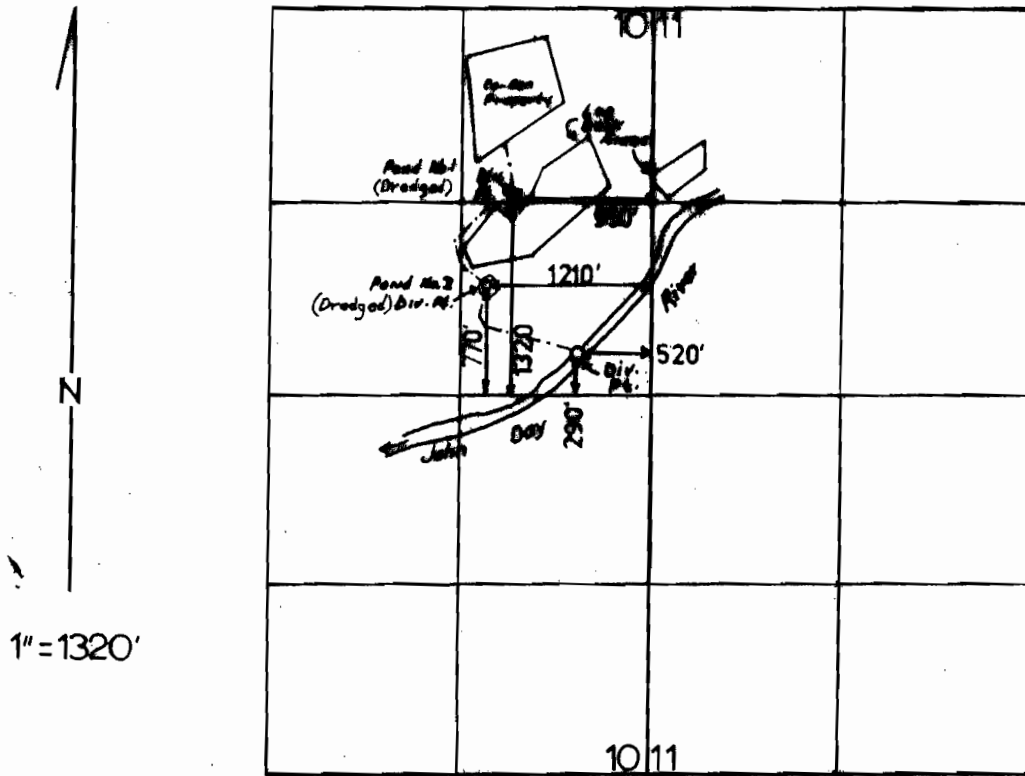 10 11
Property
Pond No.1
(Dredged)
Pond No.2
(Dredged) Div. Pt.
1210'
River
770'
1320
520'
Div.
Pt.
290'
John
Day
N
1"=1320'
10 11